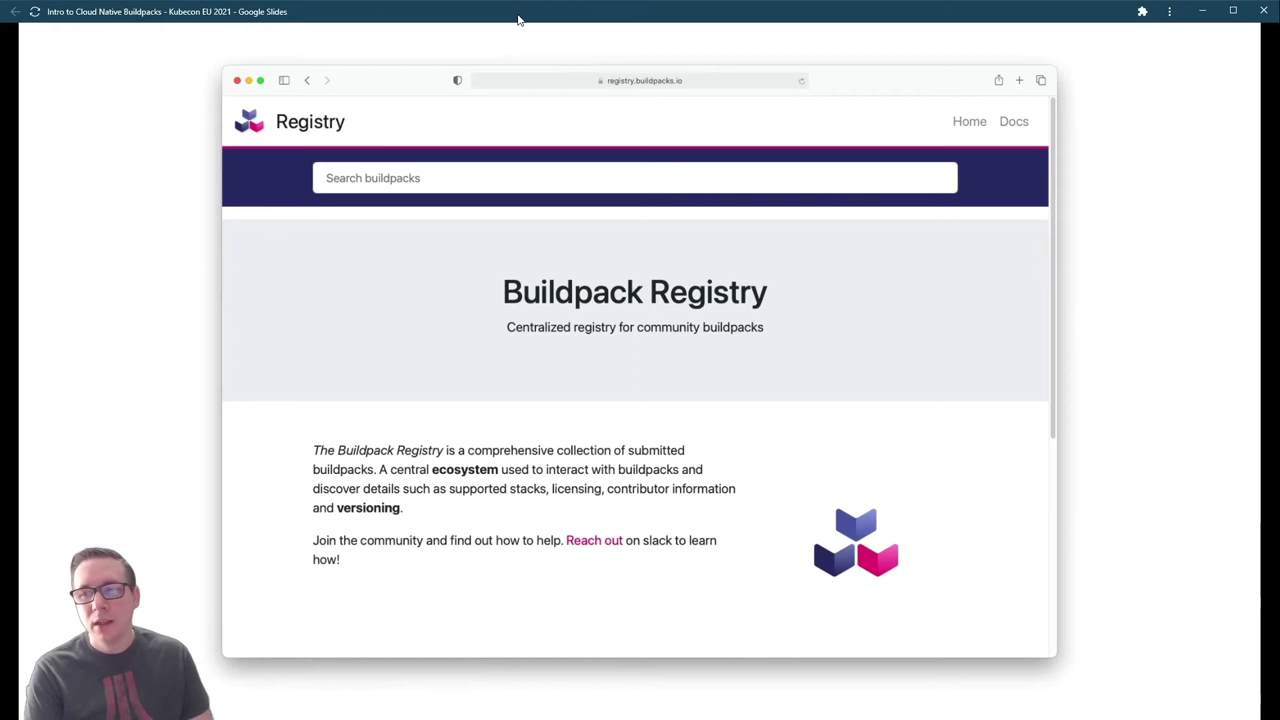 Intro to Cloud Native Buildpacks - Kubecon EU 2021 - Google Slides
registry.buildpacks.io
Registry
Home
Docs
Search buildpacks
Buildpack Registry
Centralized registry for community buildpacks
The Buildpack Registry is a comprehensive collection of submitted
buildpacks. A central ecosystem used to interact with buildpacks and
discover details such as supported stacks, licensing, contributor information
and versioning.
Join the community and find out how to help. Reach out on slack to learn
how!